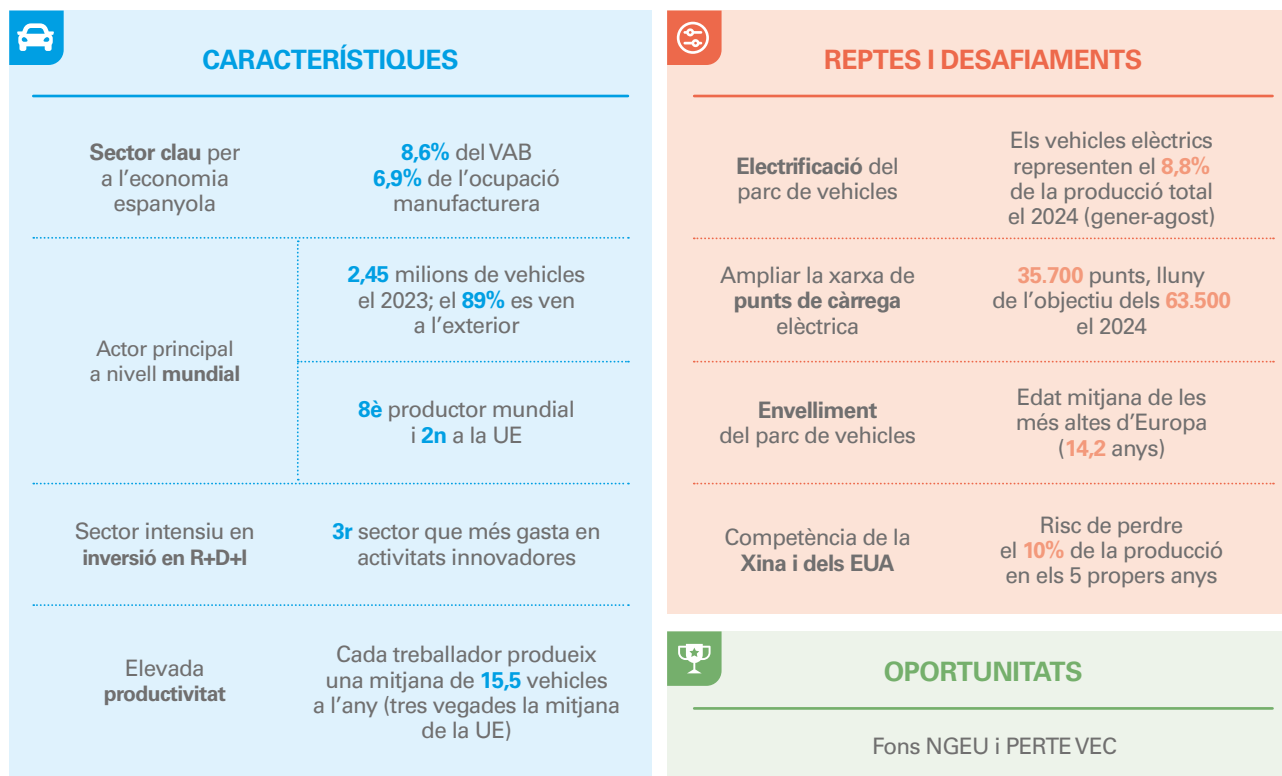 CARACTERÍSTIQUES
Sector clau per
a l'economia
espanyola
8,6% del VAB
6,9% de l'ocupació
manufacturera
Actor principal
a nivell mundial
2,45 milions de vehicles
el 2023; el 89% es ven
a l'exterior
8è productor mundial
i 2n a la UE
Sector intensiu en
inversió en R+D+I
3r sector que més gasta en
activitats innovadores
Elevada
productivitat
Cada treballador produeix
una mitjana de 15,5 vehicles
a l'any (tres vegades la mitjana
de la UE)
REPTES I DESAFIAMENTS
Electrificació del
parc de vehicles
Els vehicles elèctrics
representen el 8,8%
de la producció total
el 2024 (gener-agost)
Ampliar la xarxa de
punts de càrrega
elèctrica
35.700 punts, lluny
de l'objectiu dels 63.500
el 2024
Envelliment
del parc de vehicles
Edat mitjana de les
més altes d'Europa
(14,2 anys)
Competència de la
Xina i dels EUA
Risc de perdre
el 10% de la producció
en els 5 propers anys
OPORTUNITATS
Fons NGEU i PERTE VEC